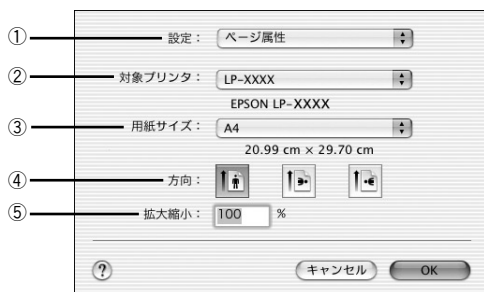 ① 設定： ページ属性
② 対象プリンタ： LP-XXXX
EPSON LP-XXXX
③ 用紙サイズ： A4
20.99 cm × 29.70 cm
④ 方向：
⑤ 拡大縮小： 100 %
? キャンセル OK